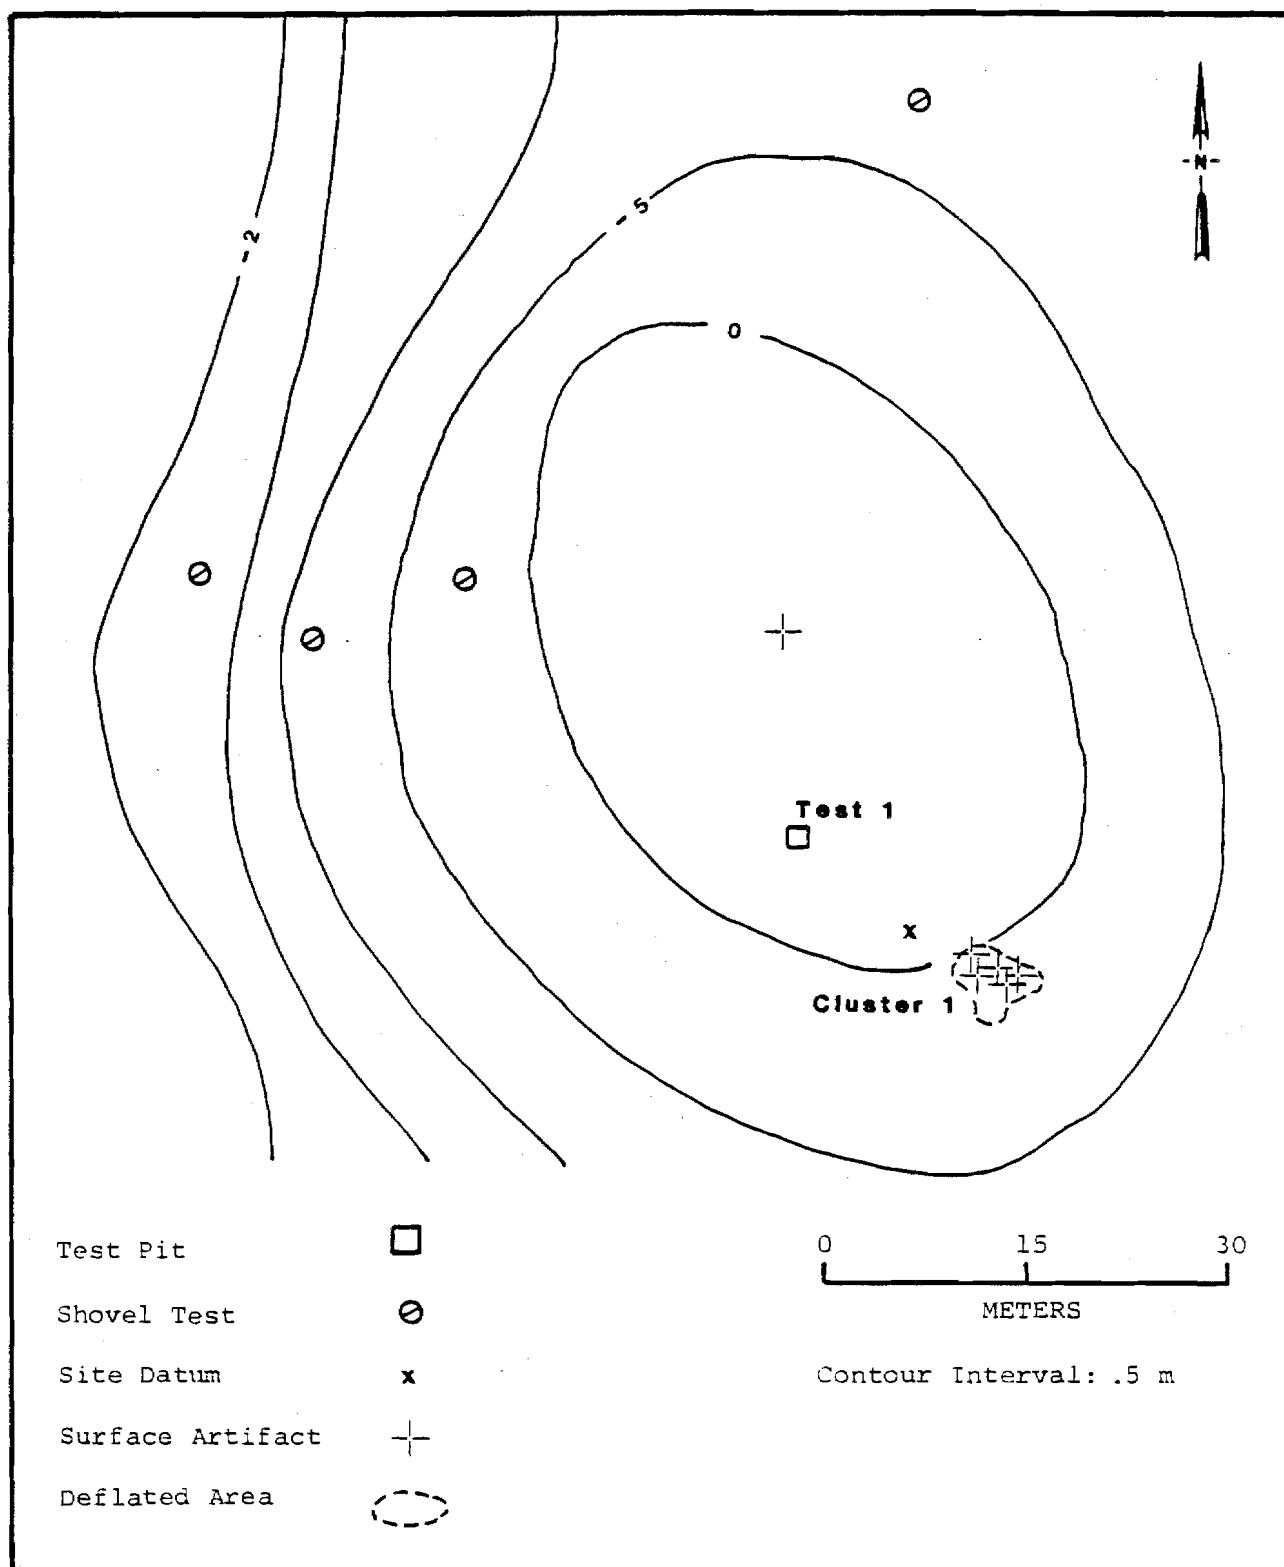 -N-
-5
-2
0
Test 1
x
Cluster 1
Test Pit
Shovel Test
Site Datum x
Surface Artifact
Deflated Area
0 15 30
METERS
Contour Interval: .5 m